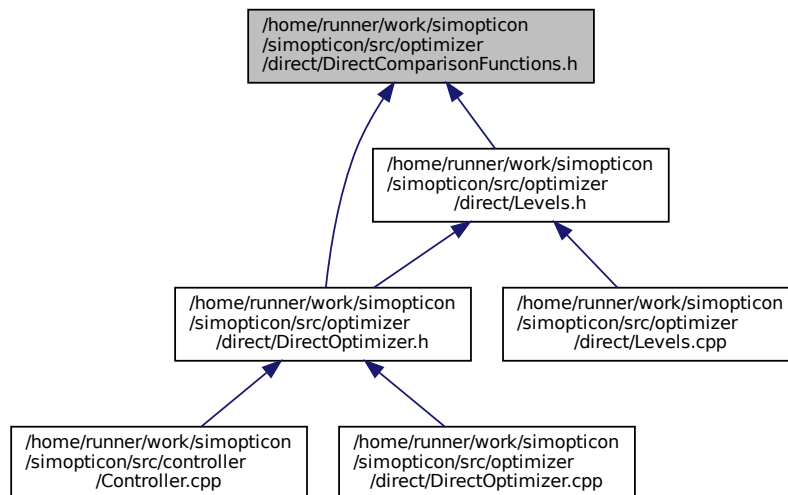 /home/runner/work/simopticon
/simopticon/src/optimizer
/direct/DirectComparisonFunctions.h
/home/runner/work/simopticon
/simopticon/src/optimizer
/direct/Levels.h
/home/runner/work/simopticon
/simopticon/src/optimizer
/direct/DirectOptimizer.h
/home/runner/work/simopticon
/simopticon/src/optimizer
/direct/Levels.cpp
/home/runner/work/simopticon
/simopticon/src/controller
/Controller.cpp
/home/runner/work/simopticon
/simopticon/src/optimizer
/direct/DirectOptimizer.cpp